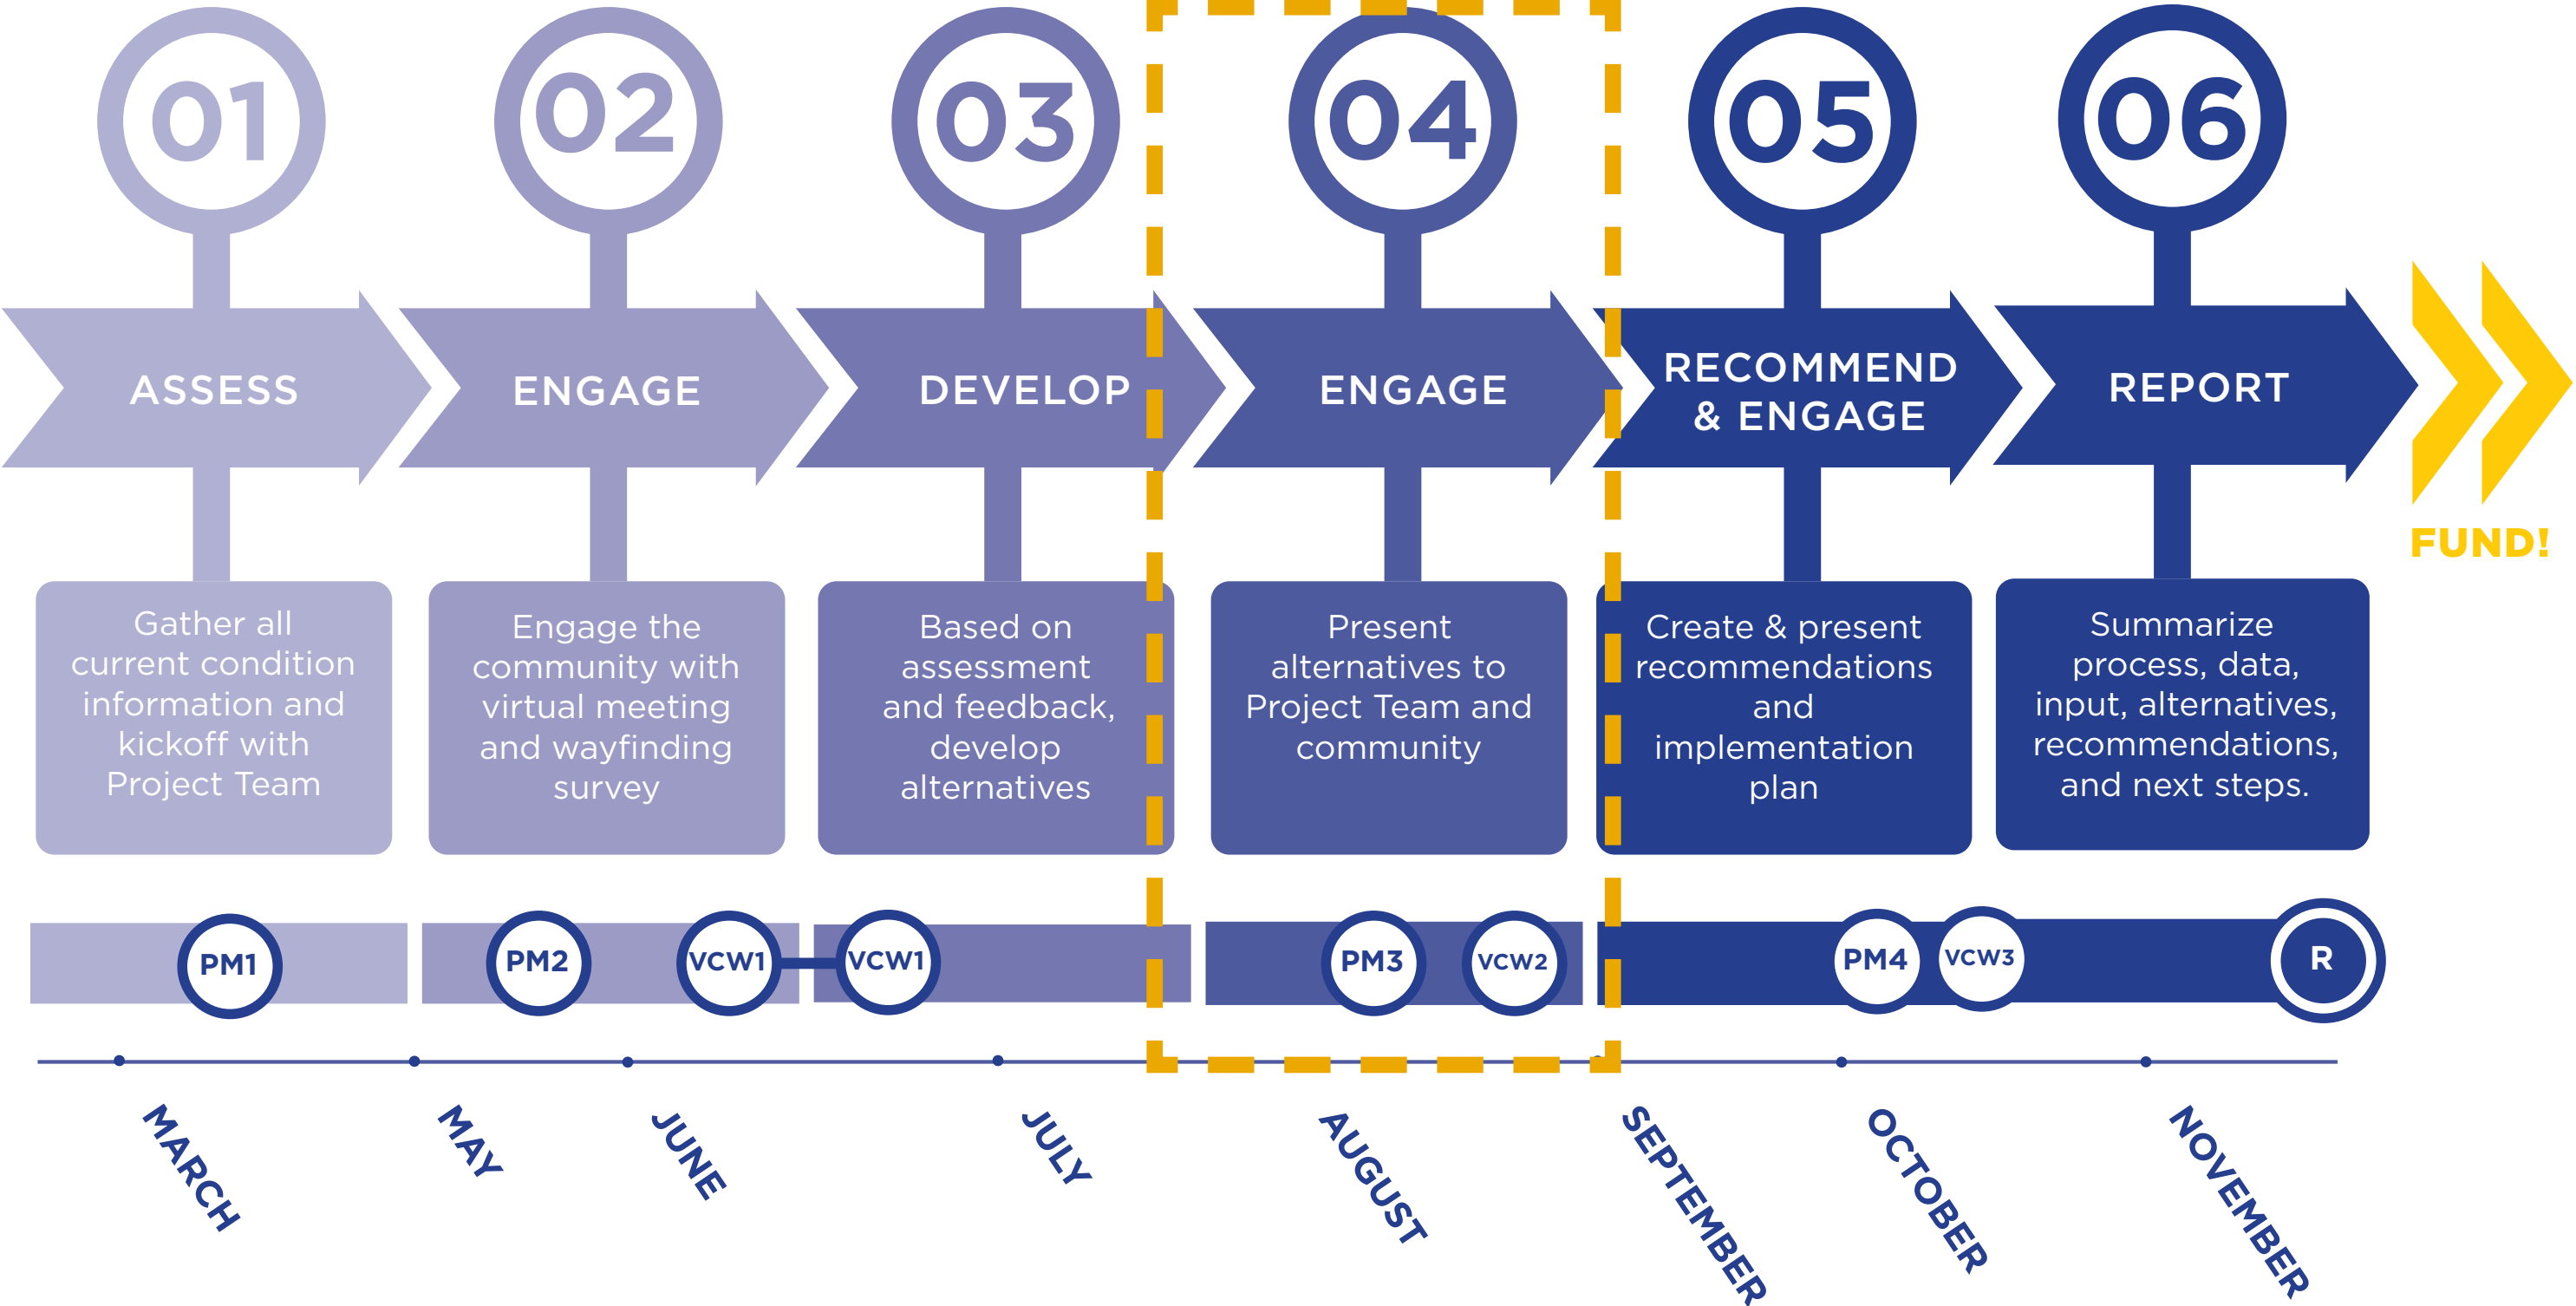 01
02
03
04
05
06
ASSESS
ENGAGE
DEVELOP
ENGAGE
RECOMMEND
& ENGAGE
REPORT
FUND!
Gather all
current condition
information and
kickoff with
Project Team
Engage the
community with
virtual meeting
and wayfinding
survey
Based on
assessment
and feedback,
develop
alternatives
Present
alternatives to
Project Team and
community
Create & present
recommendations
and
implementation
plan
Summarize
process, data,
input, alternatives,
recommendations,
and next steps.
PM1
PM2
VCW1
VCW1
PM3
VCW2
PM4
VCW3
R
MARCH
MAY
JUNE
JULY
AUGUST
SEPTEMBER
OCTOBER
NOVEMBER